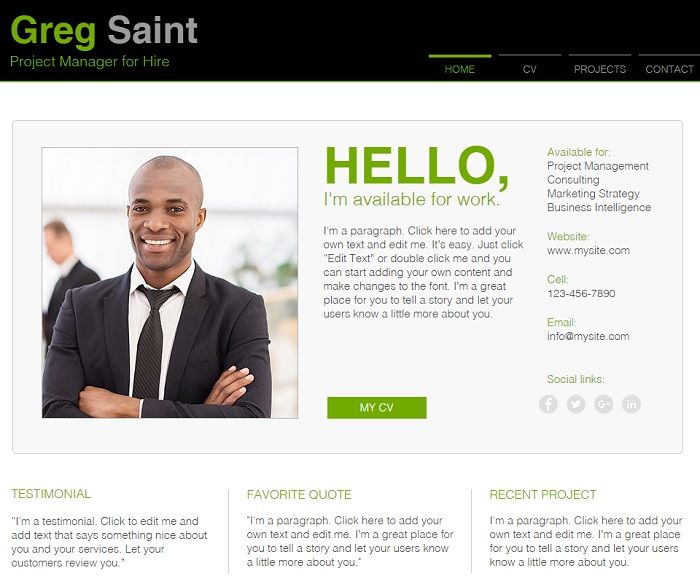 Greg Saint
Project Manager for Hire
HOME CV PROJECTS CONTACT
HELLO,
I'm available for work.
I'm a paragraph. Click here to add your
own text and edit me. It's easy. Just click
"Edit Text" or double click me and you
can start adding your own content and
make changes to the font. I'm a great
place for you to tell a story and let your
users know a little more about you.
MY CV
Available for:
Project Management
Consulting
Marketing Strategy
Business Intelligence
Website:
www.mysite.com
Cell:
123-456-7890
Email:
info@mysite.com
Social links:
f G+ in
TESTIMONIAL
"I'm a testimonial. Click to edit me and
add text that says something nice about
you and your services. Let your
customers review you."
FAVORITE QUOTE
"I'm a paragraph. Click here to add your
own text and edit me. I'm a great place for
you to tell a story and let your users know
a little more about you."
RECENT PROJECT
I'm a paragraph. Click here to add your
own text and edit me. I'm a great place for
you to tell a story and let your users
know a little more about you.